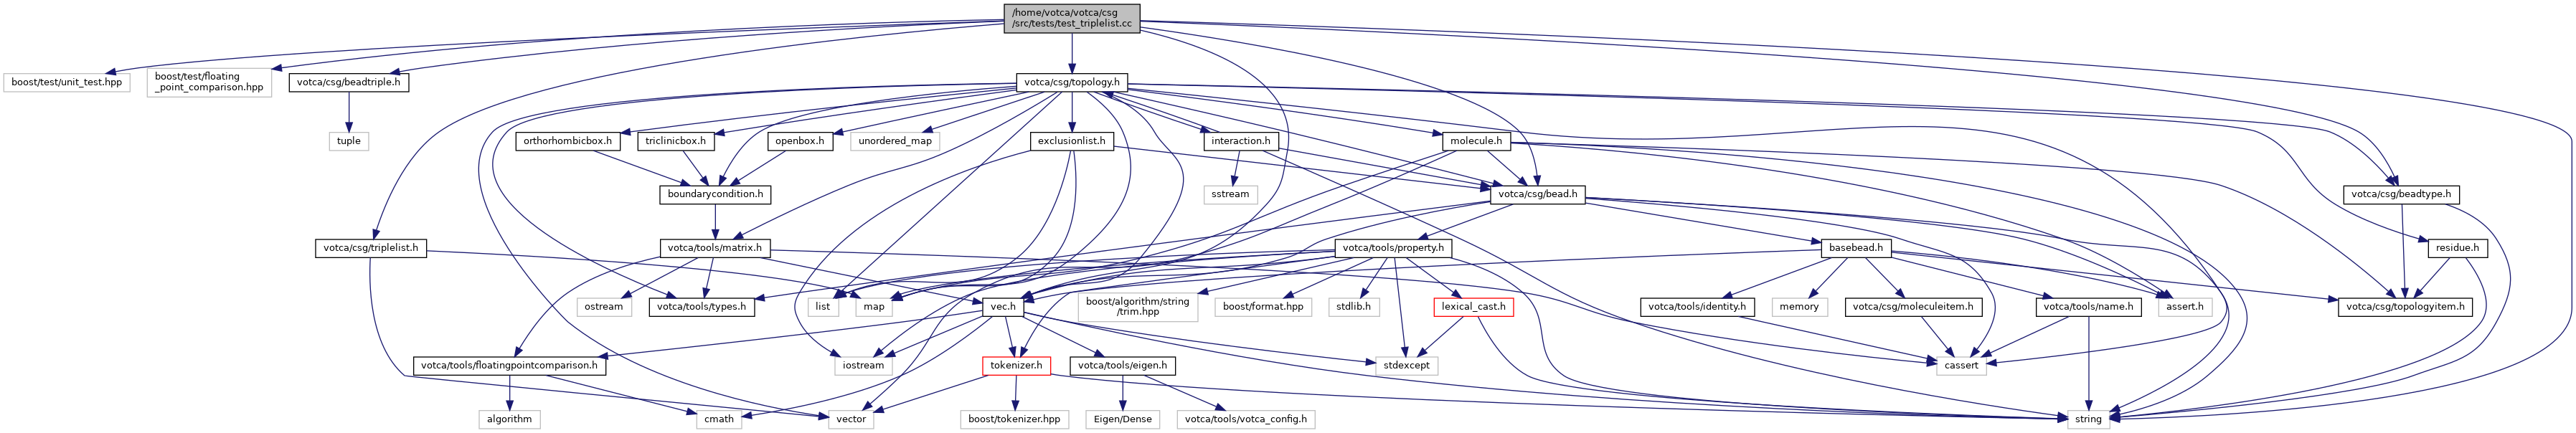 /home/votca/votca/csg
/src/tests/test_triplelist.cc
boost/test/unit_test.hpp
boost/test/floating
_point_comparison.hpp
votca/csg/beadtriple.h
votca/csg/topology.h
tuple
orthorhombicbox.h
triclinicbox.h
openbox.h
unordered_map
exclusionlist.h
interaction.h
molecule.h
boundarycondition.h
sstream
votca/csg/bead.h
votca/csg/beadtype.h
votca/csg/triplelist.h
votca/tools/matrix.h
votca/tools/property.h
basebead.h
residue.h
ostream
votca/tools/types.h
list
map
vec.h
boost/algorithm/string
/trim.hpp
boost/format.hpp
stdlib.h
lexical_cast.h
votca/tools/identity.h
memory
votca/csg/moleculeitem.h
votca/tools/name.h
assert.h
votca/csg/topologyitem.h
votca/tools/floatingpointcomparison.h
iostream
tokenizer.h
votca/tools/eigen.h
stdexcept
cassert
algorithm
cmath
vector
boost/tokenizer.hpp
Eigen/Dense
votca/tools/votca_config.h
string